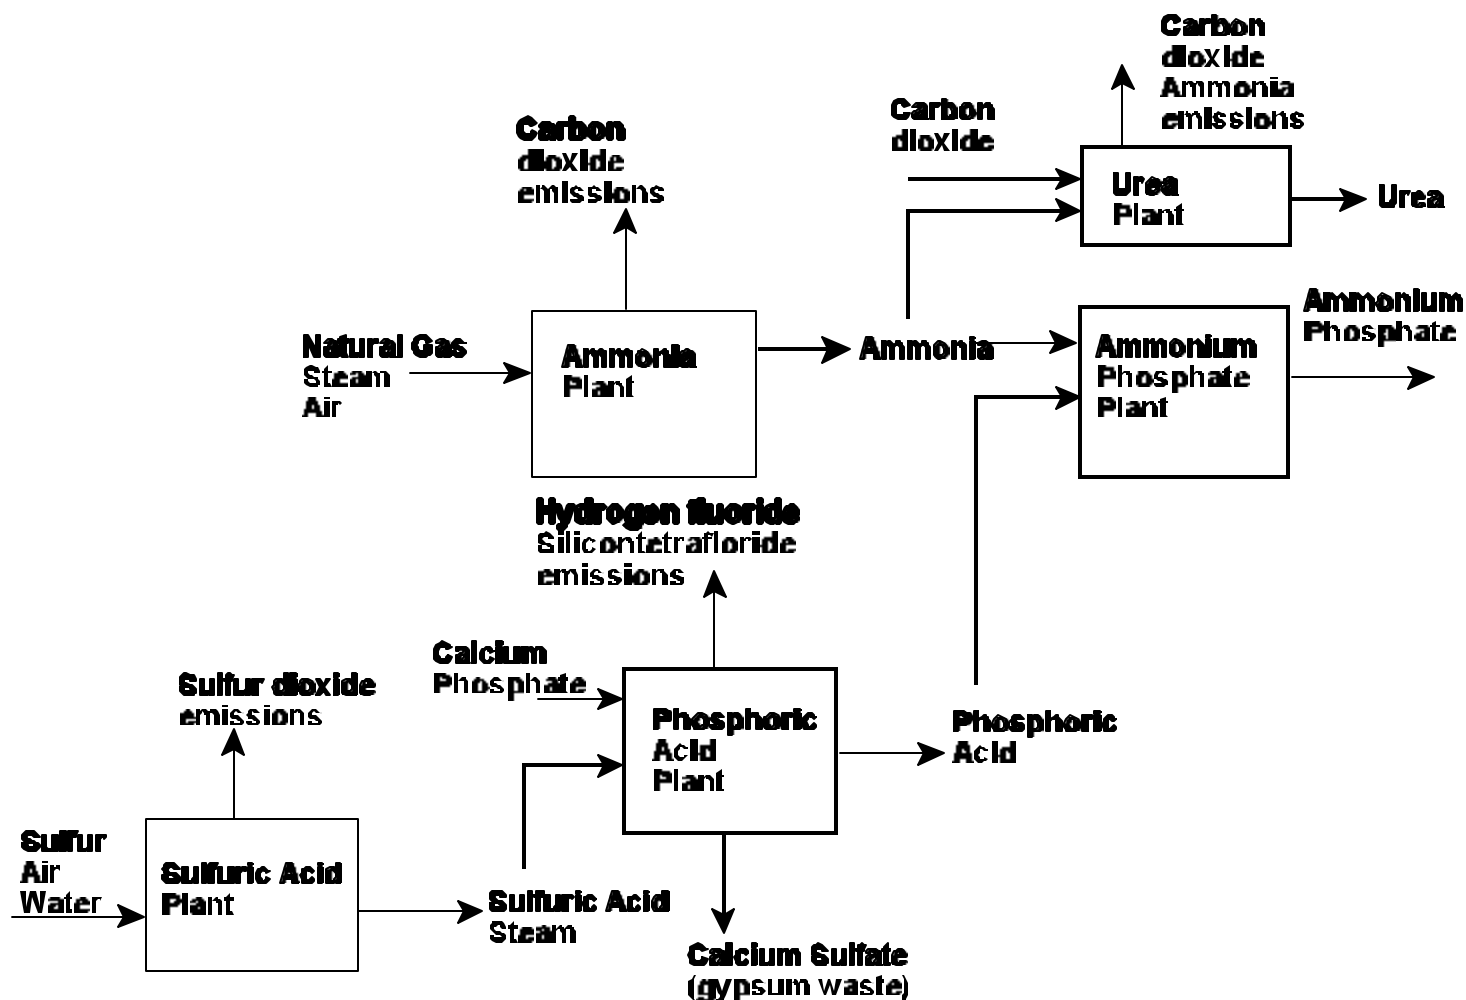 Carbon
dioxide
Ammonia
emissions
Carbon
dioxide
Carbon
dioxide
emissions
Urea
Plant
Urea
Ammonium
Phosphate
Natural Gas
Steam
Air
Ammonia
Plant
Ammonia
Ammonium
Phosphate
Plant
Hydrogen fluoride
Silicontetrafloride
emissions
Calcium
Phosphate
Sulfur dioxide
emissions
Phosphoric
Acid
Plant
Phosphoric
Acid
Sulfur
Air
Water
Sulfuric Acid
Plant
Sulfuric Acid
Steam
Calcium Sulfate
(gypsum waste)